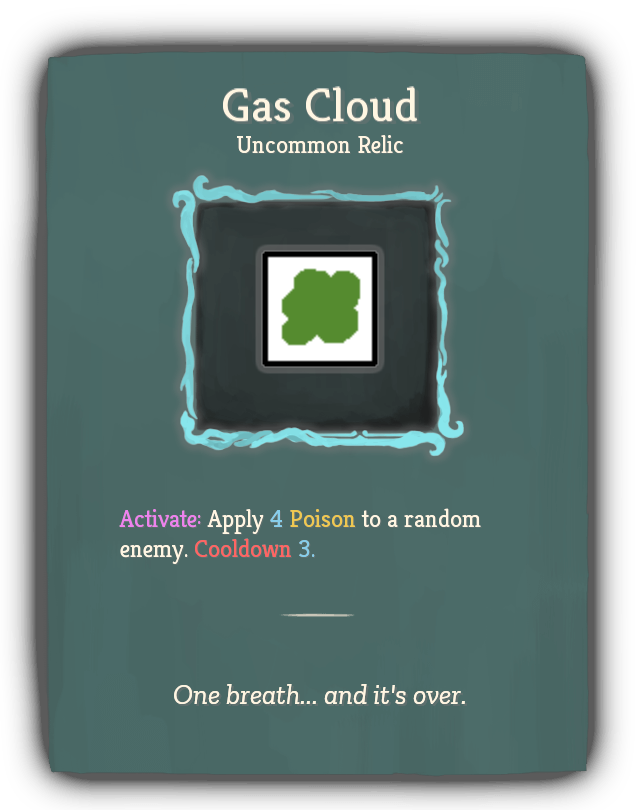 Gas Cloud
Uncommon Relic
Activate: Apply 4 Poison to a random
enemy. Cooldown 3.
One breath... and it's over.